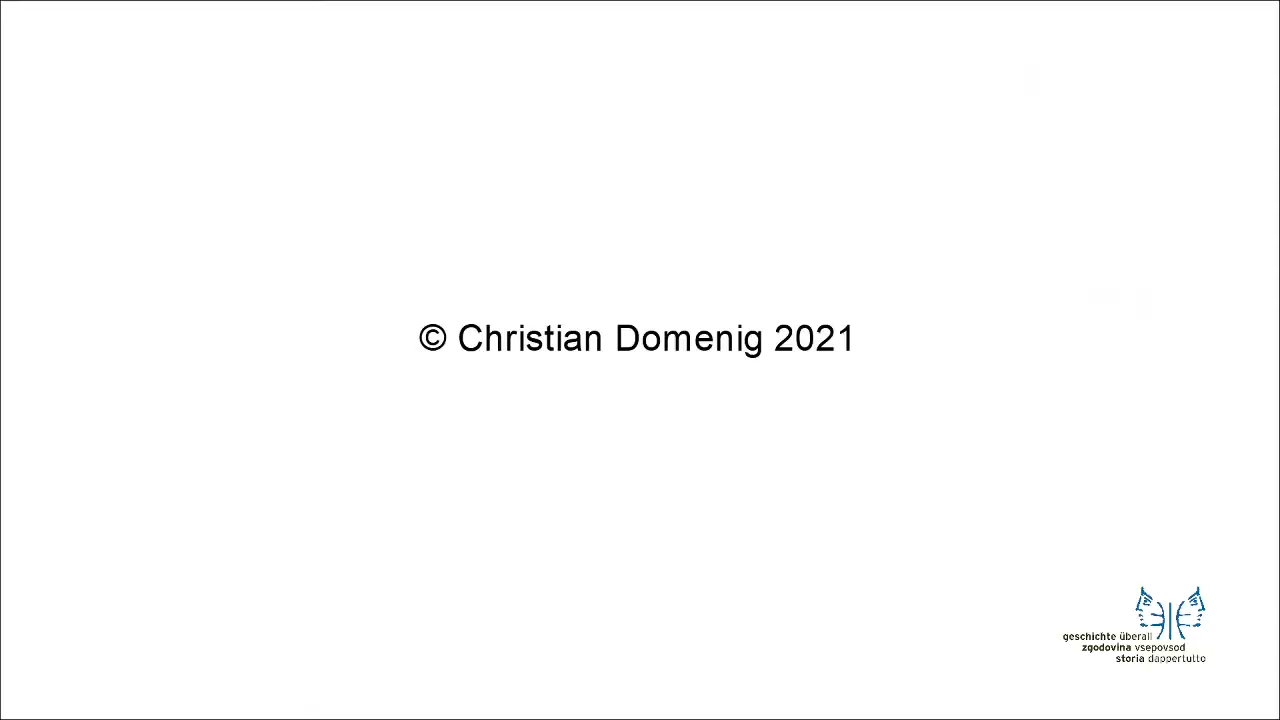 © Christian Domenig 2021
geschichte überall
zgodovina vsepovsod
storia dappertutto